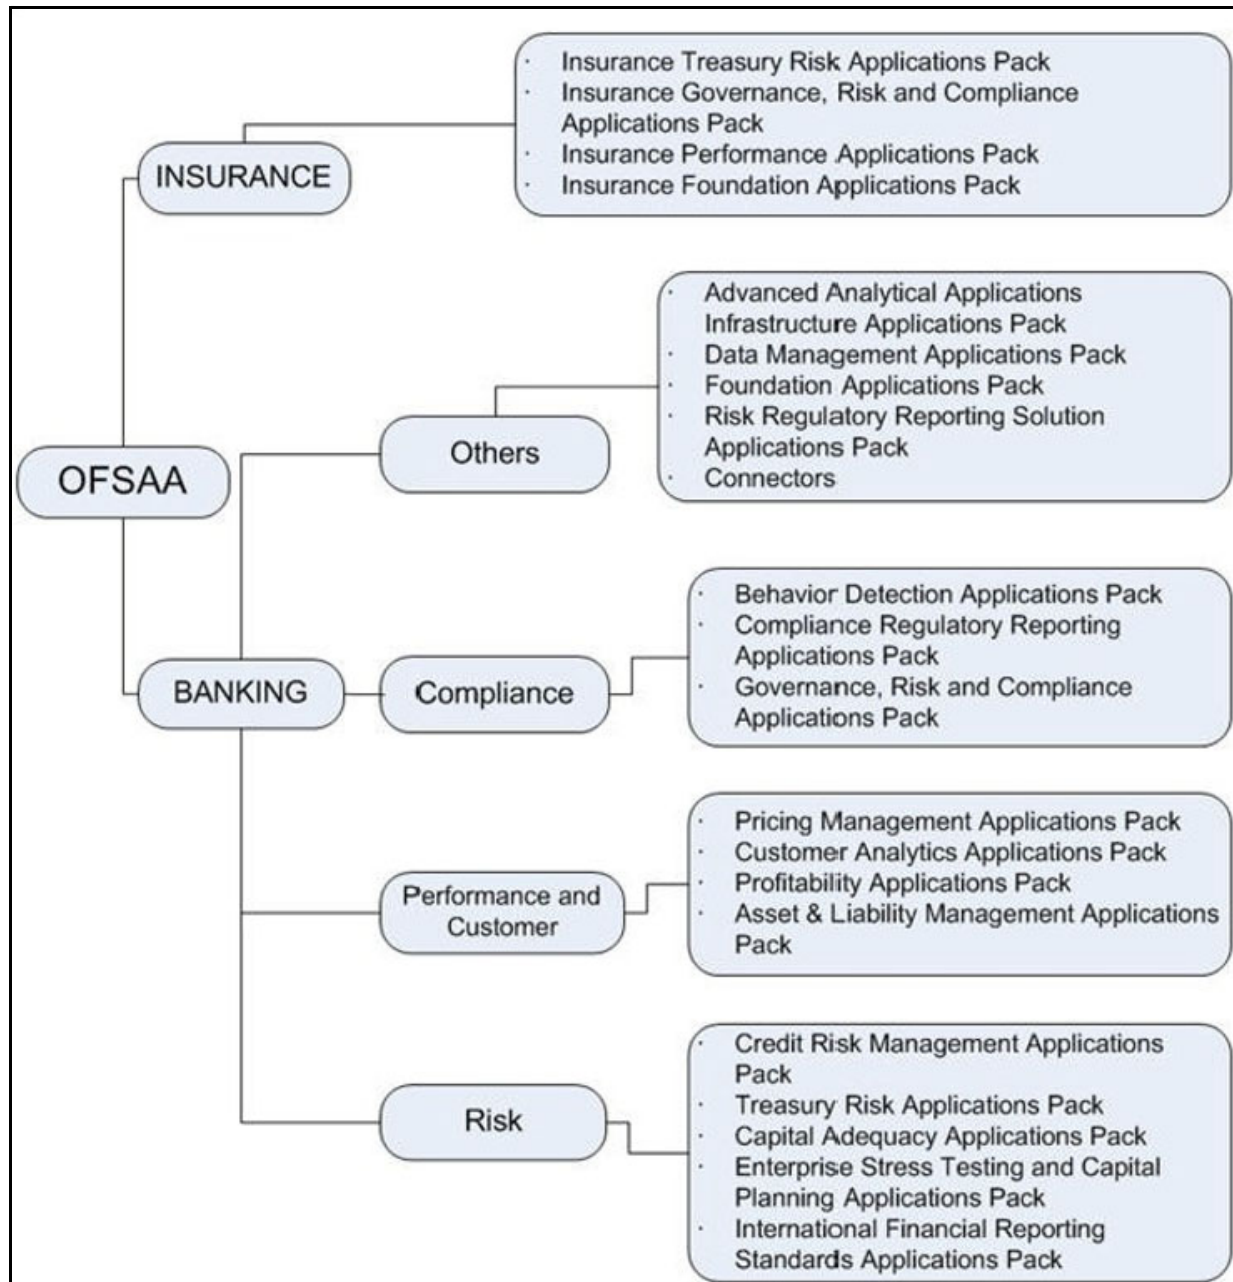 · Insurance Treasury Risk Applications Pack
· Insurance Governance, Risk and Compliance
Applications Pack
· Insurance Performance Applications Pack
· Insurance Foundation Applications Pack
INSURANCE
· Advanced Analytical Applications
Infrastructure Applications Pack
· Data Management Applications Pack
· Foundation Applications Pack
· Risk Regulatory Reporting Solution
Applications Pack
· Connectors
Others
OFSAA
· Behavior Detection Applications Pack
· Compliance Regulatory Reporting
Applications Pack
· Governance, Risk and Compliance
Applications Pack
BANKING
Compliance
· Pricing Management Applications Pack
· Customer Analytics Applications Pack
· Profitability Applications Pack
· Asset & Liability Management Applications
Pack
Performance and
Customer
· Credit Risk Management Applications
Pack
· Treasury Risk Applications Pack
· Capital Adequacy Applications Pack
· Enterprise Stress Testing and Capital
Planning Applications Pack
· International Financial Reporting
Standards Applications Pack
Risk